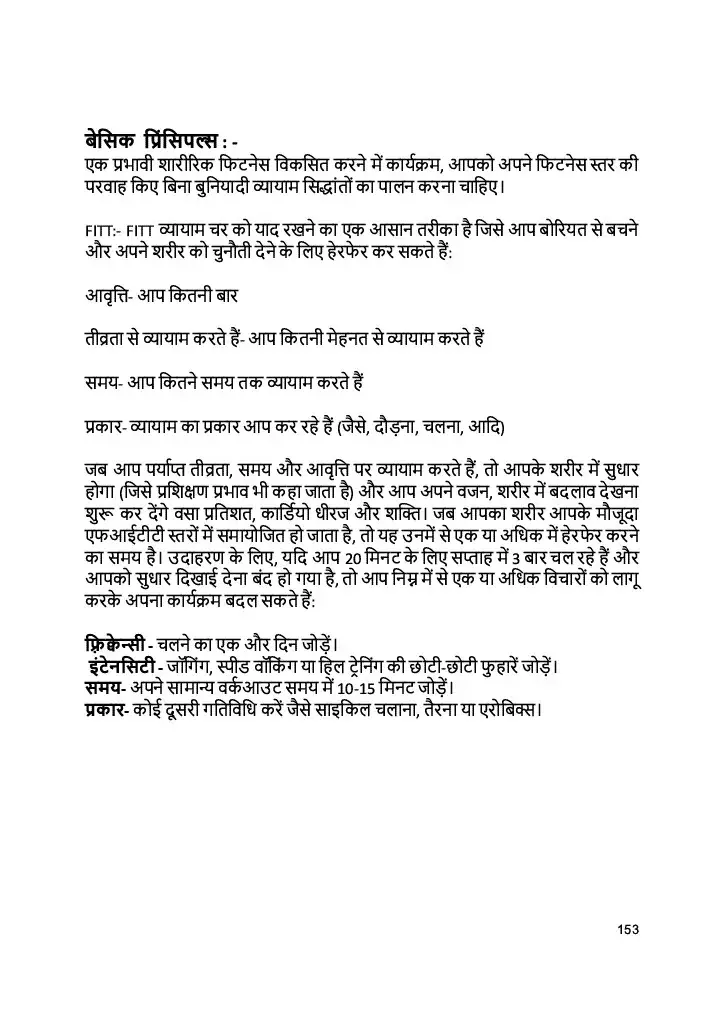 बेसिक प्रिंसिपल्स : -
एक प्रभावी शारीरिक फिटनेस विकसित करने में कार्यक्रम, आपको अपने फिटनेस स्तर की
परवाह किए बिना बुनियादी व्यायाम सिद्धांतों का पालन करना चाहिए।
FITT:- FITT व्यायाम चर को याद रखने का एक आसान तरीका है जिसे आप बोरियत से बचने
और अपने शरीर को चुनौती देने के लिए हेरफेर कर सकते हैं:
आवृत्ति- आप कितनी बार
तीव्रता से व्यायाम करते हैं- आप कितनी मेहनत से व्यायाम करते हैं
समय- आप कितने समय तक व्यायाम करते हैं
प्रकार- व्यायाम का प्रकार आप कर रहे हैं (जैसे, दौड़ना, चलना, आदि)
जब आप पर्याप्त तीव्रता, समय और आवृत्ति पर व्यायाम करते हैं, तो आपके शरीर में सुधार
होगा (जिसे प्रशिक्षण प्रभाव भी कहा जाता है) और आप अपने वजन, शरीर में बदलाव देखना
शुरू कर देंगे वसा प्रतिशत, कार्डियो धीरज और शक्ति। जब आपका शरीर आपके मौजूदा
एफआईटीटी स्तरों में समायोजित हो जाता है, तो यह उनमें से एक या अधिक में हेरफेर करने
का समय है। उदाहरण के लिए, यदि आप 20 मिनट के लिए सप्ताह में 3 बार चल रहे हैं और
आपको सुधार दिखाई देना बंद हो गया है, तो आप निम्न में से एक या अधिक विचारों को लागू
करके अपना कार्यक्रम बदल सकते हैं:
फ़्रिक्वेन्सी - चलने का एक और दिन जोड़ें।
इंटेनसिटी - जॉगिंग, स्पीड वॉकिंग या हिल ट्रेनिंग की छोटी-छोटी फुहारें जोड़ें।
समय- अपने सामान्य वर्कआउट समय में 10-15 मिनट जोड़ें।
प्रकार- कोई दूसरी गतिविधि करें जैसे साइकिल चलाना, तैरना या एरोबिक्स।
153